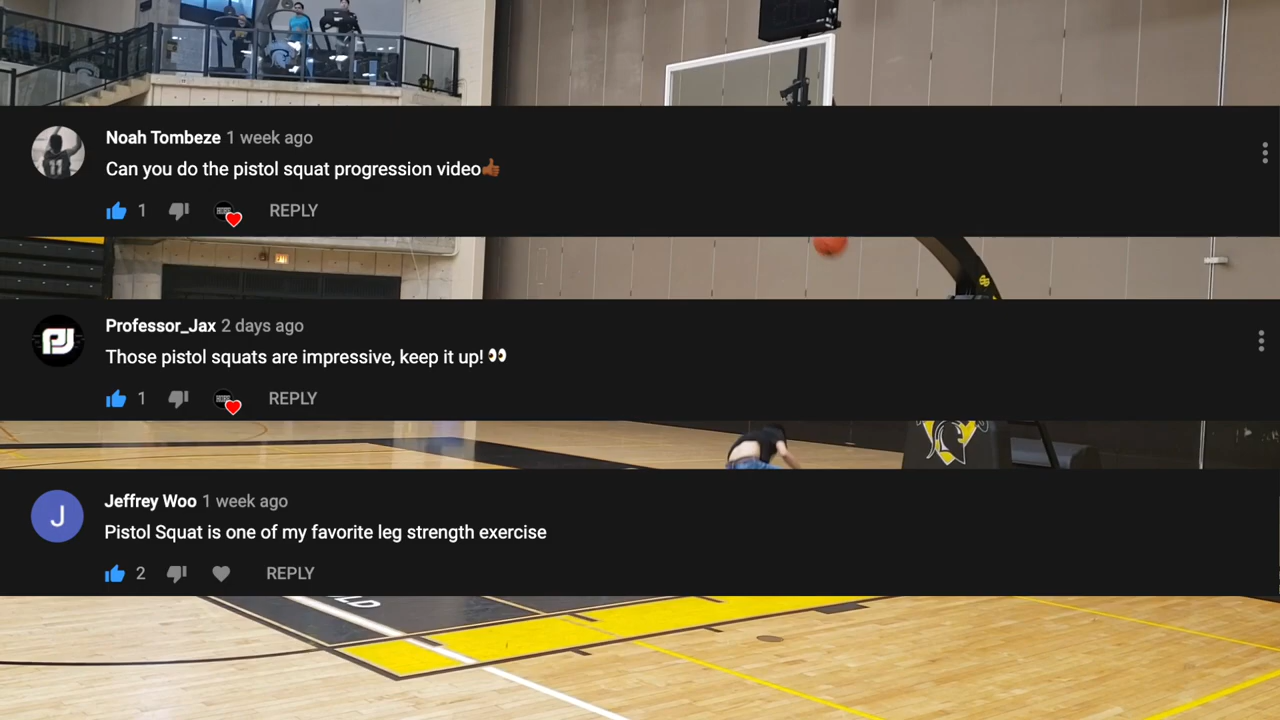 Noah Tombeze 1 week ago
Can you do the pistol squat progression video👍🏾
1 REPLY
PJ
Professor_Jax 2 days ago
Those pistol squats are impressive, keep it up! 👀
1 REPLY
J
Jeffrey Woo 1 week ago
Pistol Squat is one of my favorite leg strength exercise
2 REPLY
LD